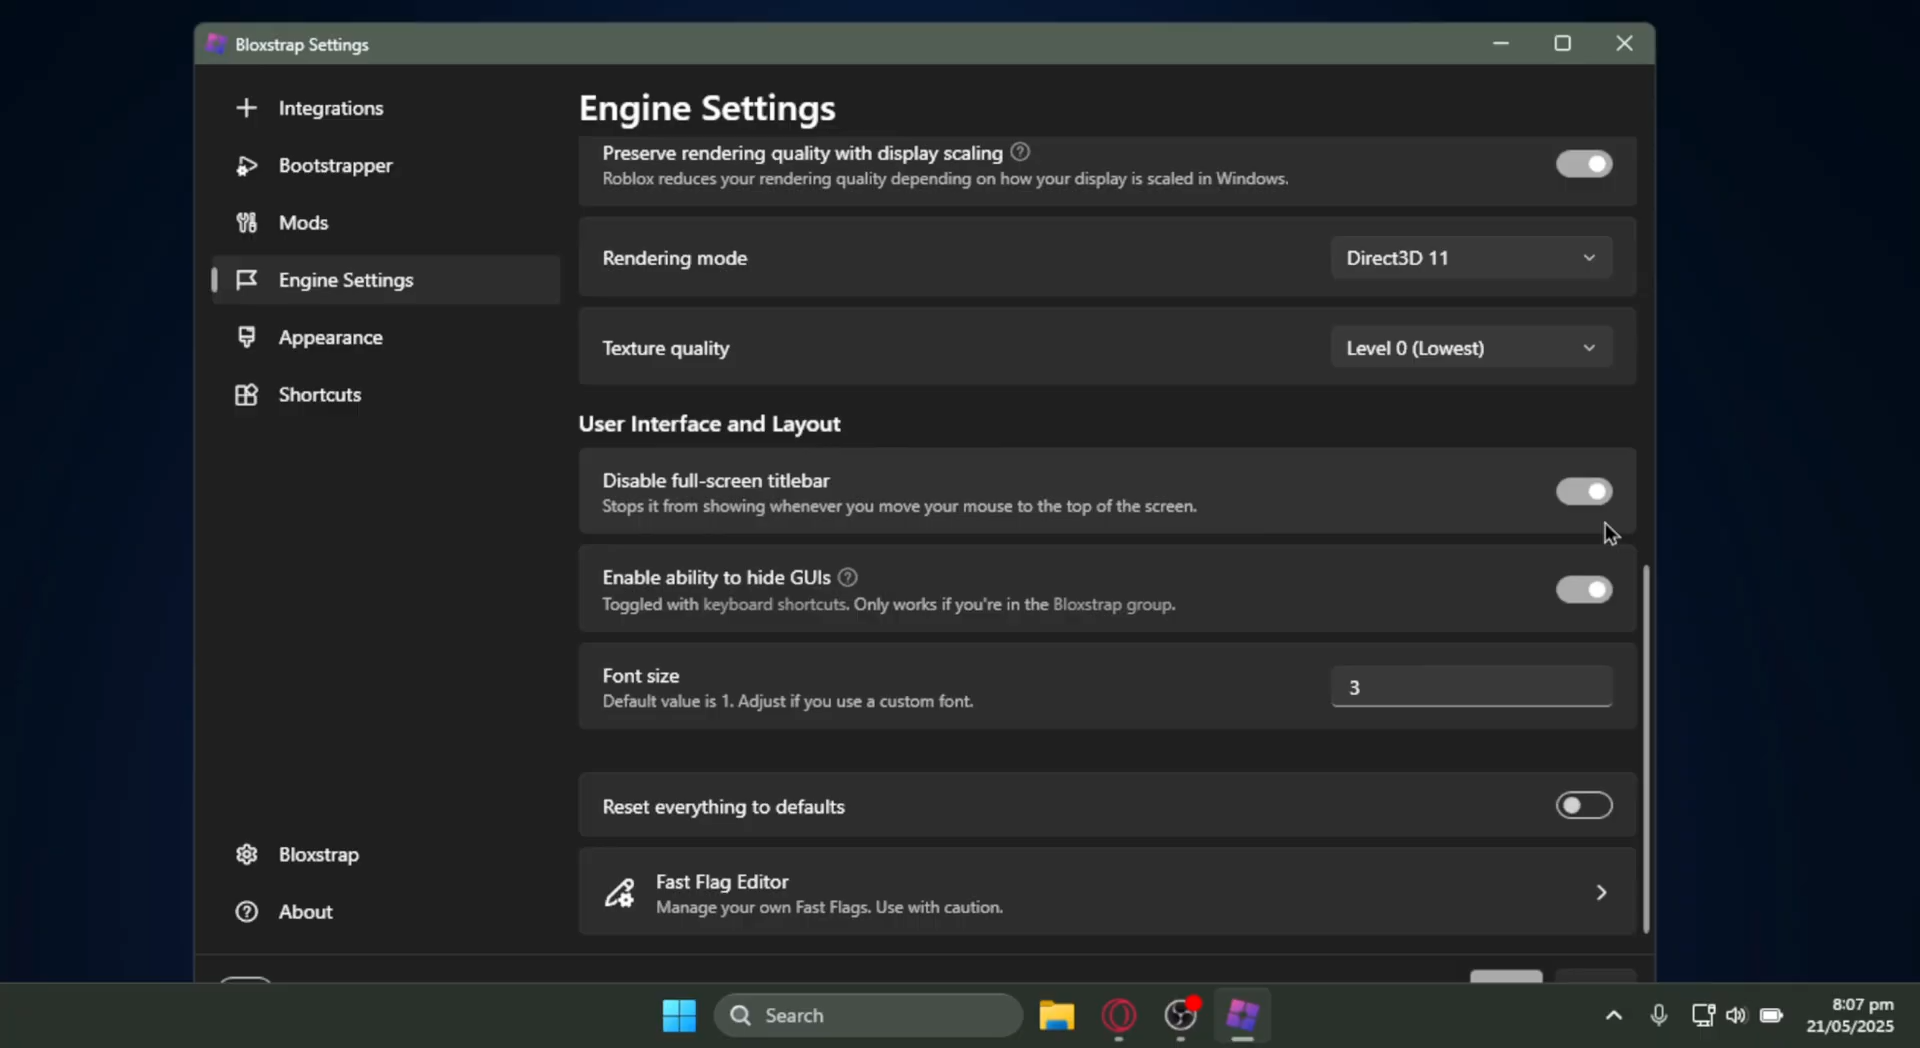 Bloxstrap Settings
Integrations
Bootstrapper
Mods
Engine Settings
Appearance
Shortcuts
Bloxstrap
About
Engine Settings
Preserve rendering quality with display scaling
Roblox reduces your rendering quality depending on how your display is scaled in Windows.
Rendering mode
Direct3D 11
Texture quality
Level 0 (Lowest)
User Interface and Layout
Disable full-screen titlebar
Stops it from showing whenever you move your mouse to the top of the screen.
Enable ability to hide GUIs
Toggled with keyboard shortcuts. Only works if you're in the Bloxstrap group.
Font size
Default value is 1. Adjust if you use a custom font.
3
Reset everything to defaults
Fast Flag Editor
Manage your own Fast Flags. Use with caution.
Search
8:07 pm
21/05/2025